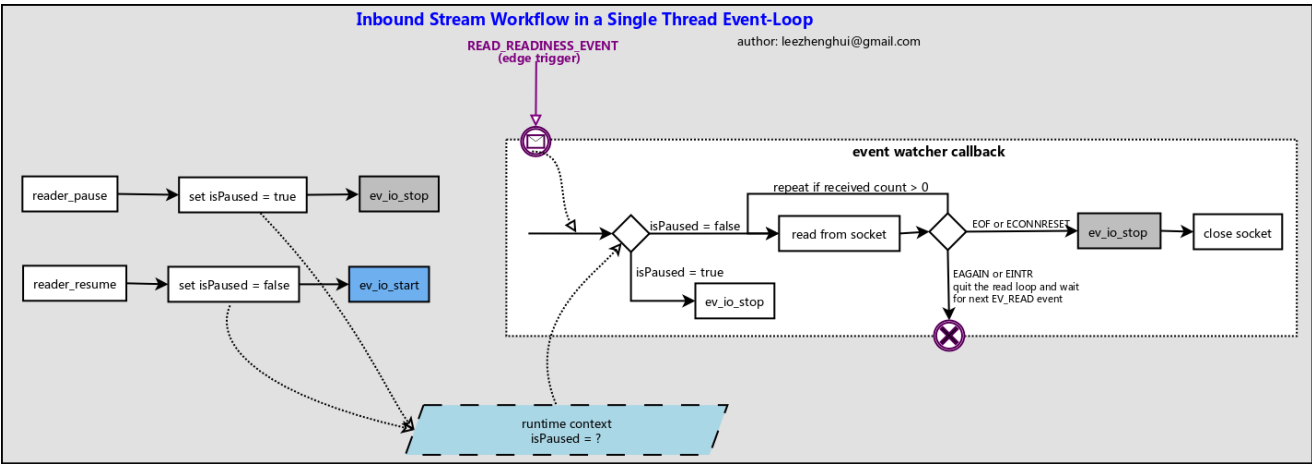 Inbound Stream Workflow in a Single Thread Event-Loop
author: leezhenghui@gmail.com
READ_READINESS_EVENT
(edge trigger)
event watcher callback
reader_pause
set isPaused = true
ev_io_stop
repeat if received count > 0
isPaused = false
read from socket
EOF or ECONNRESET
ev_io_stop
close socket
reader_resume
set isPaused = false
ev_io_start
isPaused = true
ev_io_stop
EAGAIN or EINTR
quit the read loop and wait
for next EV_READ event
runtime context
isPaused = ?